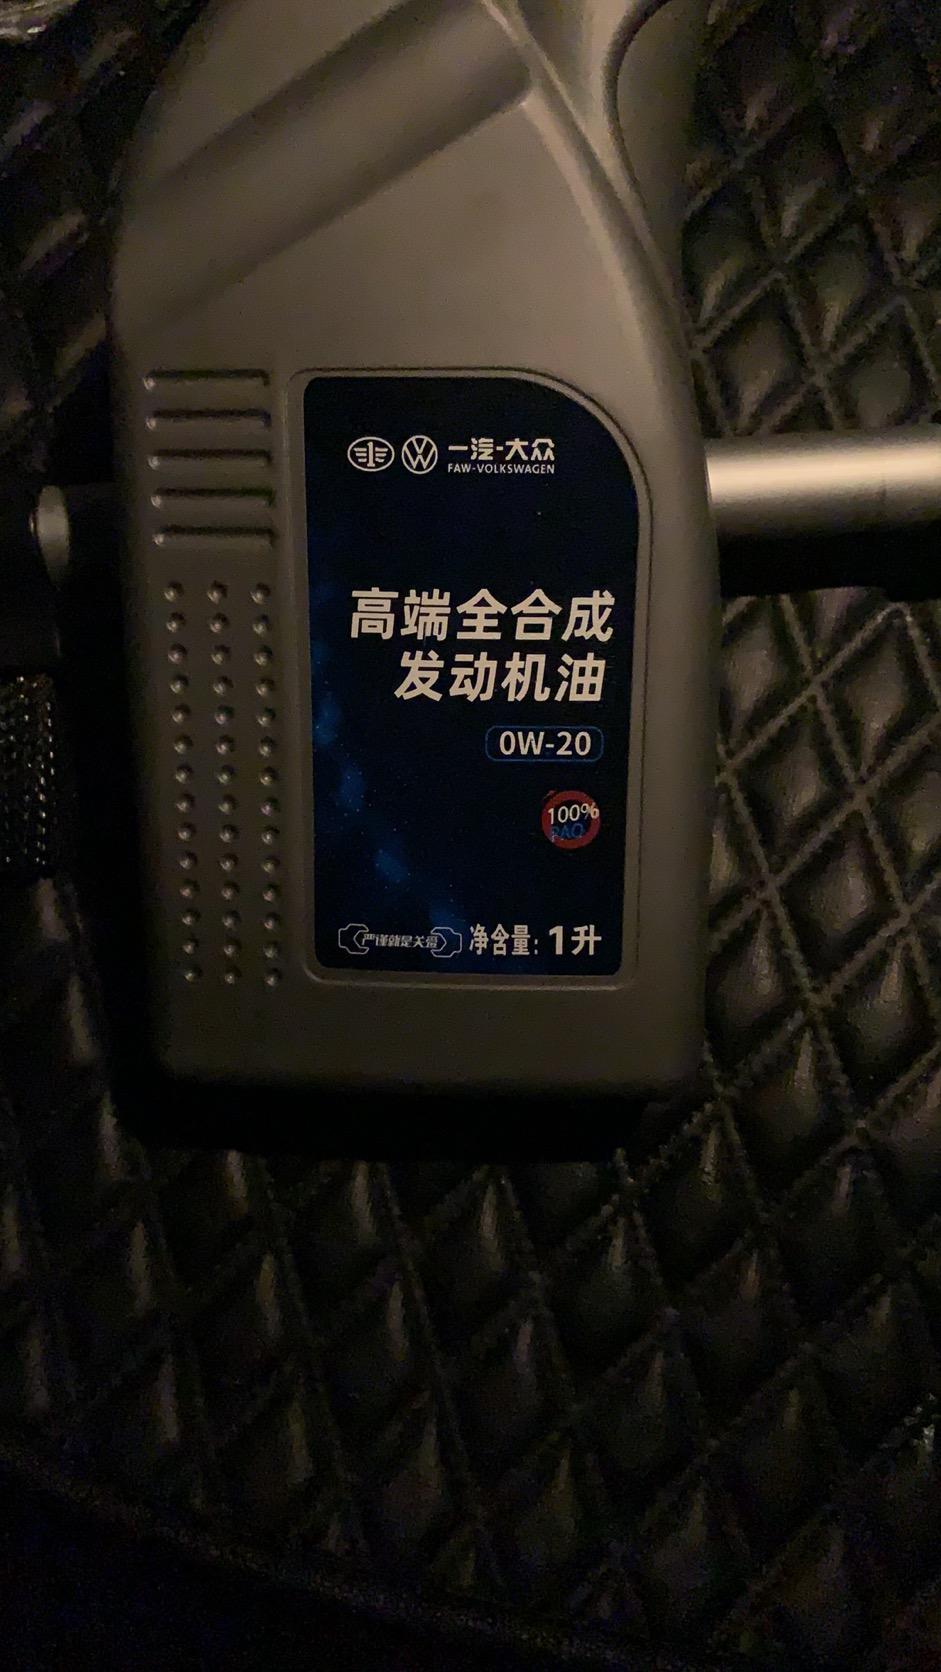 一汽-大众
FAW-VOLKSWAGEN
高端全合成
发动机油
0W-20
100%
PAO
严谨就是关爱
净含量：1升